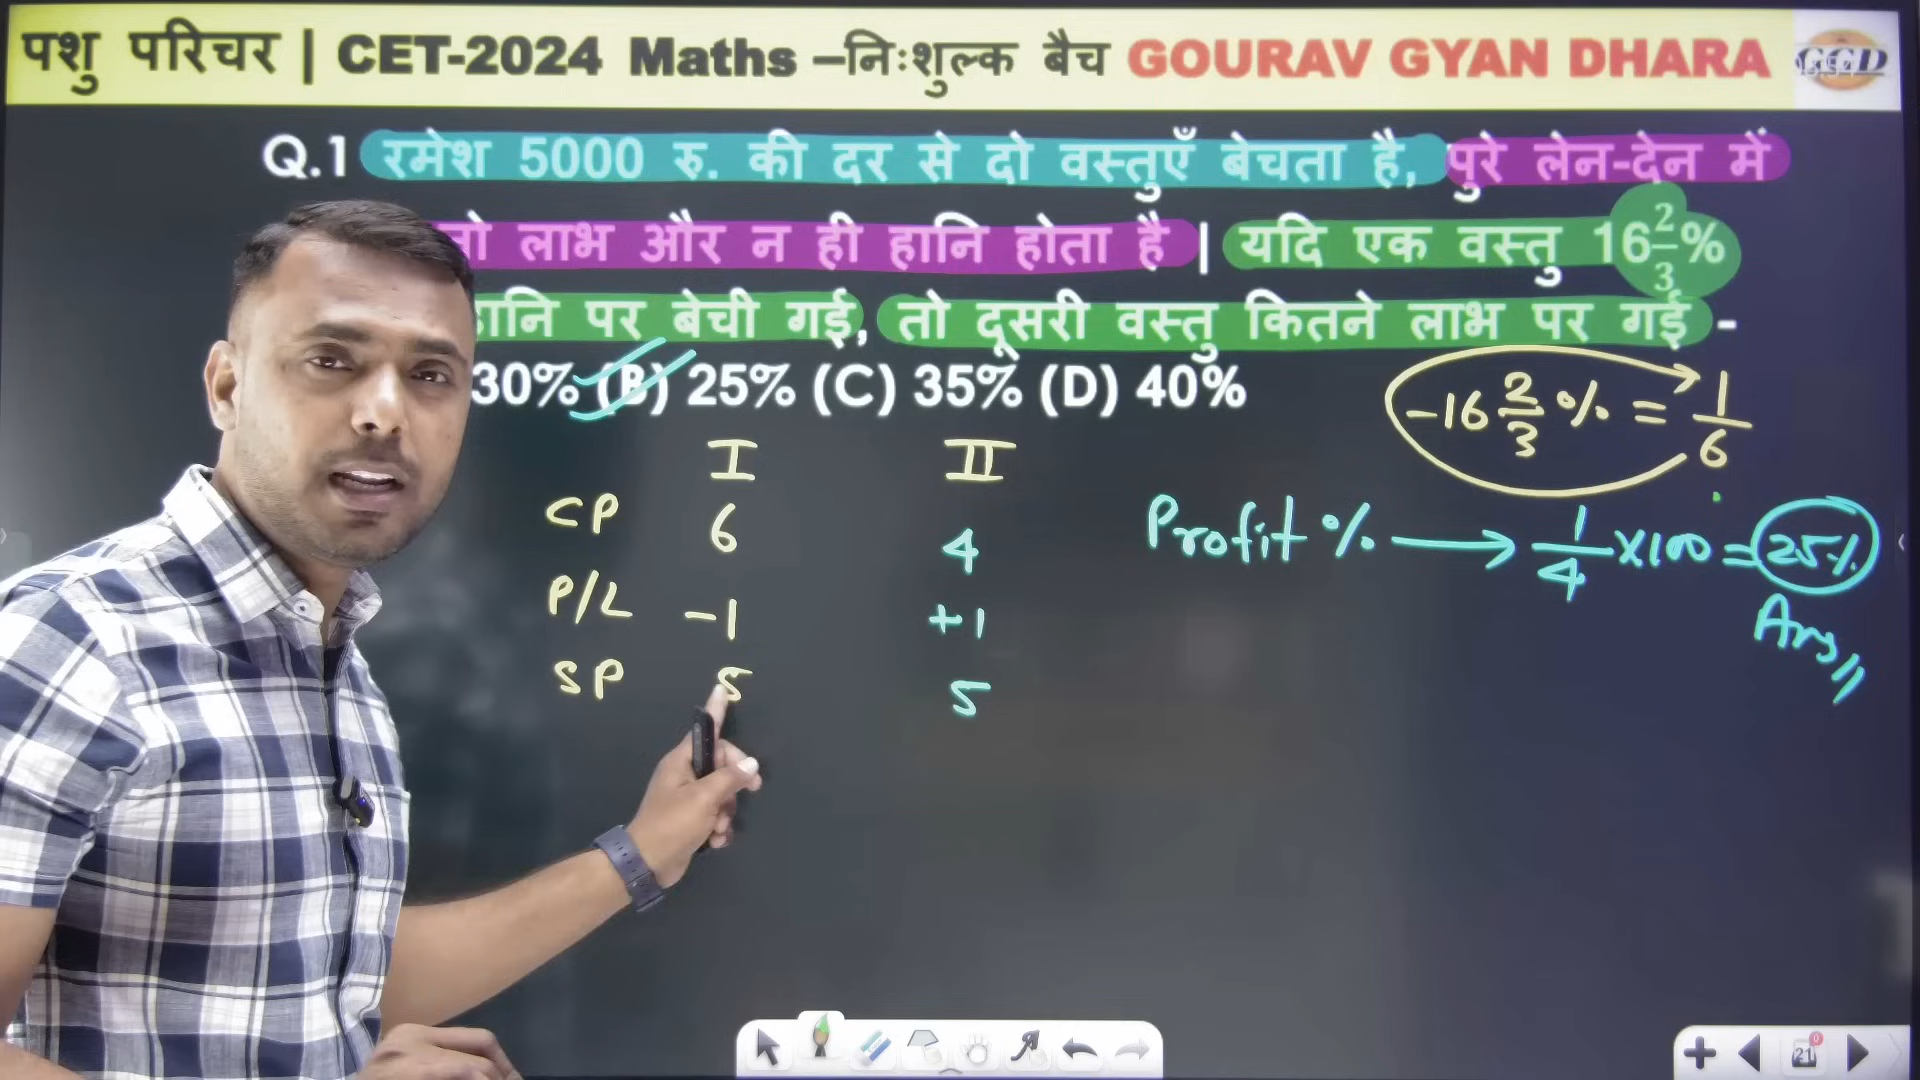 पशु परिचर | CET-2024 Maths –निःशुल्क बैच GOURAV GYAN DHARA
Q.1 रमेश 5000 रु. की दर से दो वस्तुएँ बेचता है, पुरे लेन-देन में
लाभ और न ही हानि होता है | यदि एक वस्तु 16 2/3%
पर बेची गई, तो दूसरी वस्तु कितने लाभ पर गई -
30% (B) 25% (C) 35% (D) 40%
-16 2/3 % = 1/6
I II
CP 6 4
Profit % → 1/4 ×100 = 25%
P/L -1 +1
Ans
SP 5 5
21